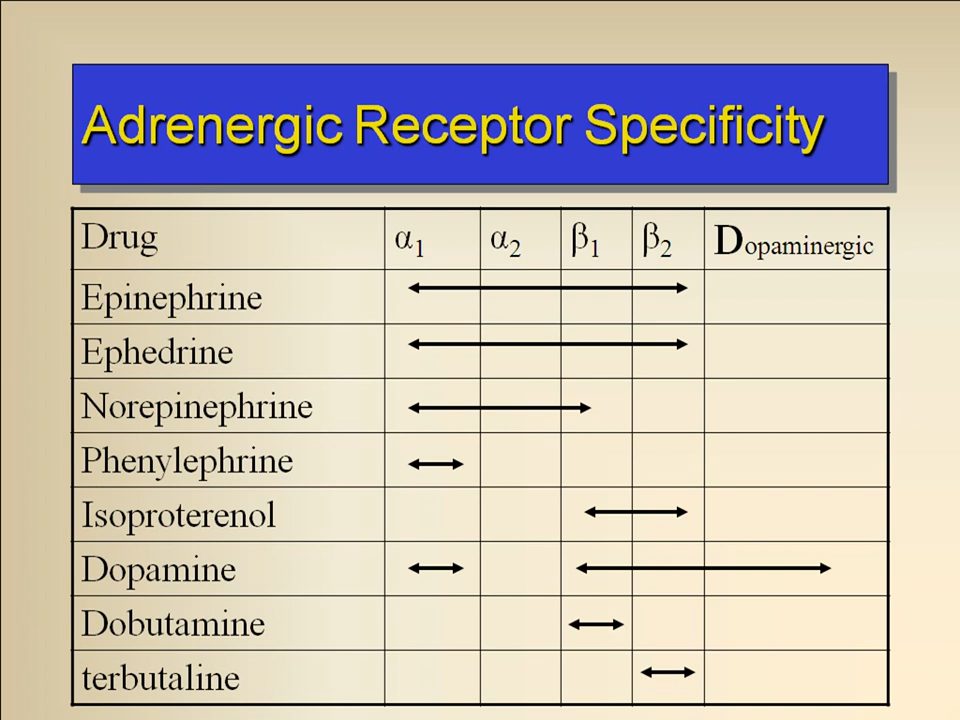 Adrenergic Receptor Specificity
Drug α1 α2 β1 β2 Dopaminergic
Epinephrine
Ephedrine
Norepinephrine
Phenylephrine
Isoproterenol
Dopamine
Dobutamine
terbutaline